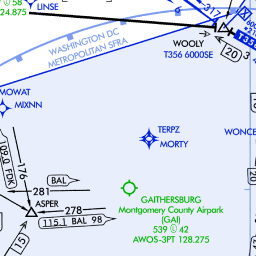 58
24.875
LINSE
317
WOOLY
T356 6000SE
20
WASHINGTON DC
METROPOLITAN SFRA
MOWAT
MIXNN
TERPZ
MORTY
WONCE
109.0 FDK
176
BAL
281
ASPER
278
115.1 BAL 98
15
GAITHERSBURG
Montgomery County Airpark
(GAI)
539 42
AWOS-3PT 128.275